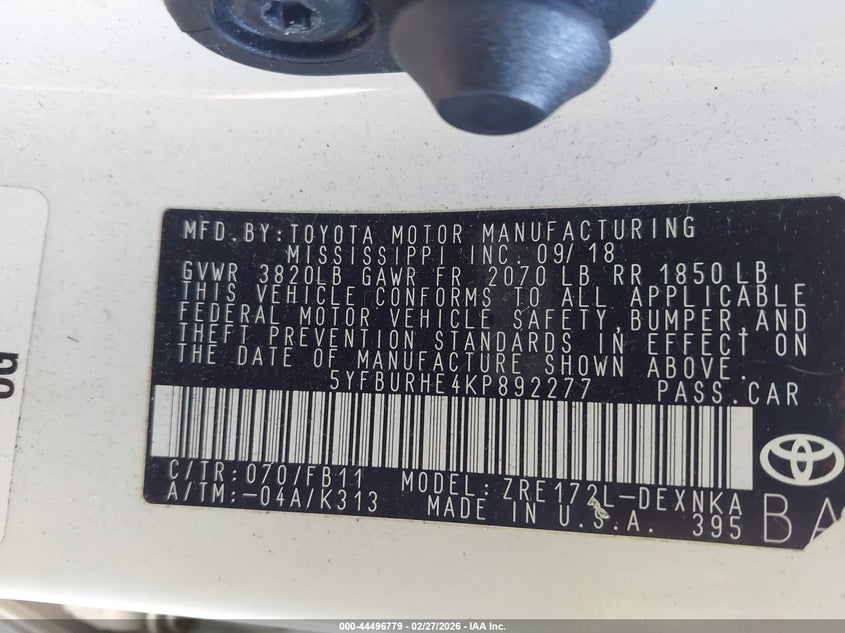 MFD.BY:TOYOTA MOTOR MANUFACTURING
MISSISSIPPI INC. 09/18
GVWR 3820LB GAWR FR 2070 LB RR 1850LB
THIS VEHICLE CONFORMS TO ALL APPLICABLE
FEDERAL MOTOR VEHICLE SAFETY,BUMPER,AND
THEFT PREVENTION STANDARDS IN EFFECT ON
THE DATE OF MANUFACTURE SHOWN ABOVE.
5YFBURHE4KP892277 PASS.CAR
C/TR:070/FB11 MODEL:ZRE172L-DEXNKA
A/TM:-04A/K313 MADE IN U.S.A. 395
BA
OG
000-44496779 - 02/27/2026 - IAA Inc.